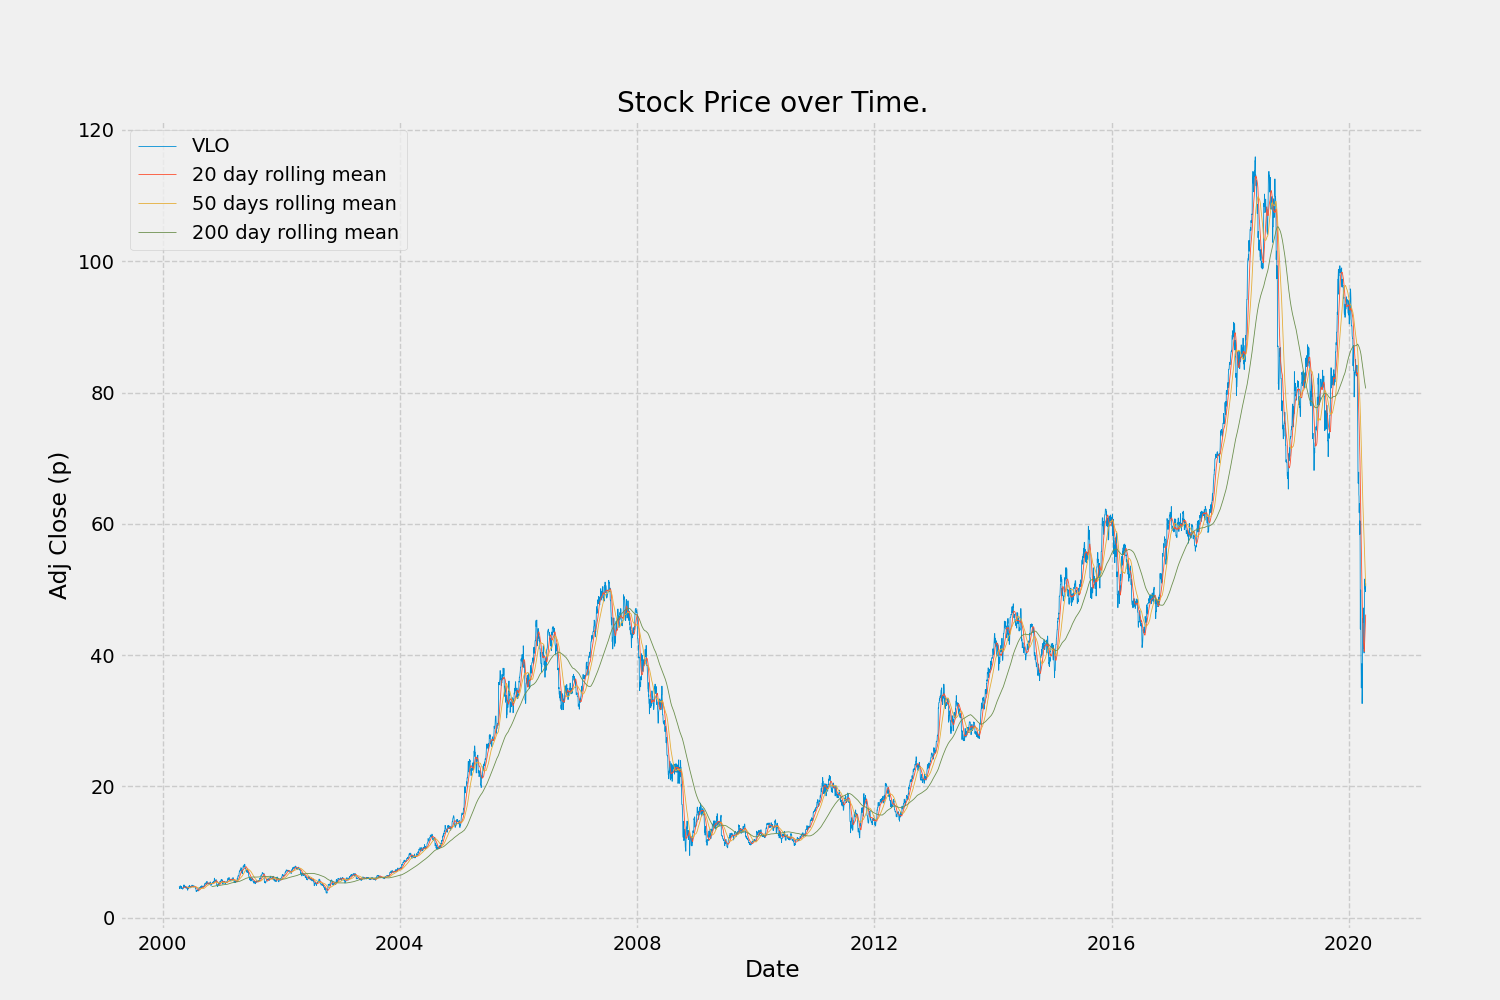 Stock Price over Time.
120
100
80
60
40
20
0
Adj Close (p)
VLO
20 day rolling mean
50 days rolling mean
200 day rolling mean
2000 2004 2008 2012 2016 2020
Date